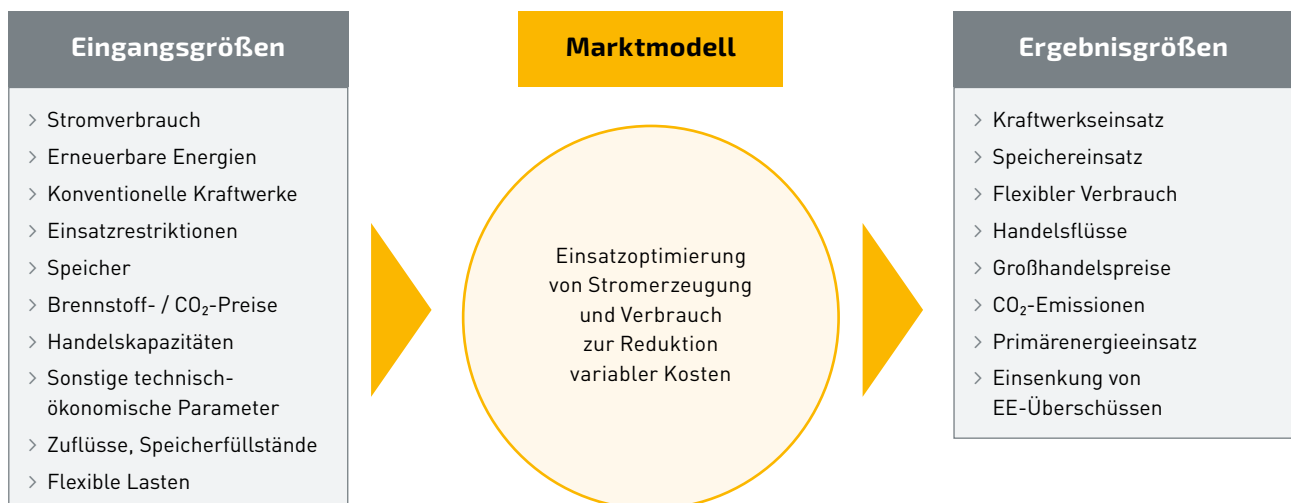 Eingangsgrößen
> Stromverbrauch
> Erneuerbare Energien
> Konventionelle Kraftwerke
> Einsatzrestriktionen
> Speicher
> Brennstoff- / CO₂-Preise
> Handelskapazitäten
> Sonstige technisch-
ökonomische Parameter
> Zuflüsse, Speicherfüllstände
> Flexible Lasten
Marktmodell
Einsatzoptimierung
von Stromerzeugung
und Verbrauch
zur Reduktion
variabler Kosten
Ergebnisgrößen
> Kraftwerkseinsatz
> Speichereinsatz
> Flexibler Verbrauch
> Handelsflüsse
> Großhandelspreise
> CO₂-Emissionen
> Primärenergieeinsatz
> Einsenkung von
EE-Überschüssen